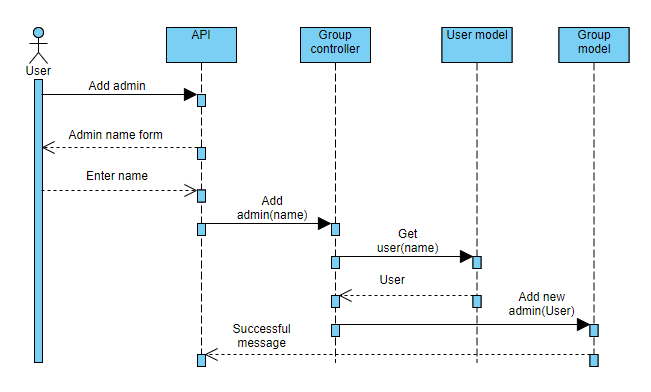 API
Group
controller
User model
Group
model
User
Add admin
Admin name form
Enter name
Add
admin(name)
Get
user(name)
User
Add new
admin(User)
Successful
message